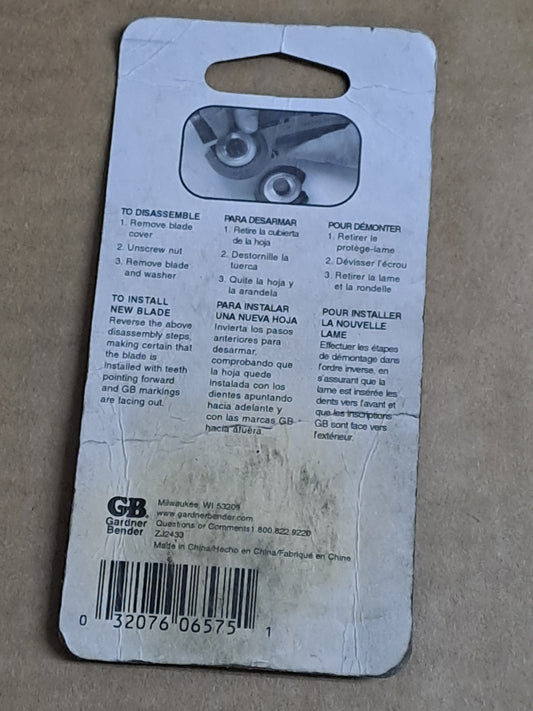 TO DISASSEMBLE
1. Remove blade
cover
2. Unscrew nut
3. Remove blade
and washer
TO INSTALL
NEW BLADE
Reverse the above
disassembly steps,
making certain that
the blade is
installed with teeth
pointing forward
and GB markings
are facing out.
PARA DESARMAR
1. Retire la cubierta
de la hoja
2. Destornille la
tuerca
3. Quite la hoja y
la arandela
PARA INSTALAR
UNA NUEVA HOJA
Invierta los pasos
anteriores para
desarmar,
comprobando que
la hoja quede
instalada con los
dientes apuntando
hacia adelante y
con las marcas GB
hacia afuera.
POUR DÉMONTER
1. Retirer le
protège-lame
2. Dévisser l'écrou
3. Retirer la lame
et la rondelle
POUR INSTALLER
LA NOUVELLE
LAME
Effectuer les étapes
de démontage dans
l'ordre inverse, en
s'assurant que la
lame est insérée les
dents vers l'avant et
que les inscriptions
GB sont face vers
l'extérieur.
GB
Gardner
Bender
Milwaukee, WI 53209
www.gardnerbender.com
Questions or Comments1 800.822.9220
ZJ2433
Made in China/Hecho en China/Fabriqué en Chine
0 32076 06575 1